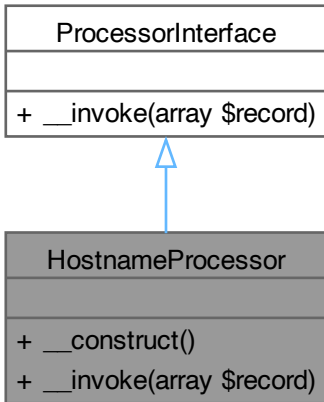 ProcessorInterface
+ __invoke(array $record)
HostnameProcessor
+ __construct()
+ __invoke(array $record)